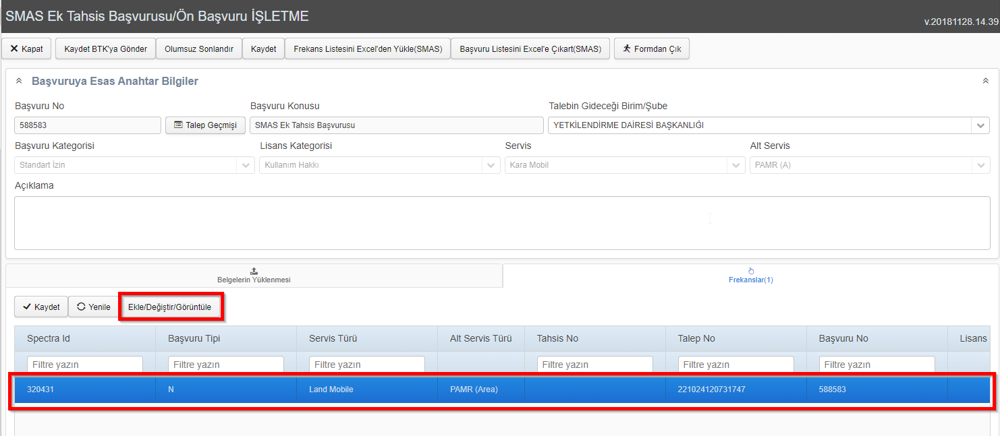 SMAS Ek Tahsis Başvurusu/Ön Başvuru İŞLETME
v.20181128.14.39
Kapat Kaydet BTK'ya Gönder Olumsuz Sonlandır Kaydet Frekans Listesini Excel'den Yükle(SMAS) Başvuru Listesini Excel'e Çıkart(SMAS) Formdan Çık
Başvuruya Esas Anahtar Bilgiler
Başvuru No Başvuru Konusu Talebin Gideceği Birim/Şube
588583 Talep Geçmişi SMAS Ek Tahsis Başvurusu YETKİLENDİRME DAİRESİ BAŞKANLIĞI
Başvuru Kategorisi Lisans Kategorisi Servis Alt Servis
Standart İzin Kullanım Hakkı Kara Mobil PAMR (A)
Açıklama
Belgelerin Yüklenmesi Frekanslar(1)
Kaydet Yenile Ekle/Değiştir/Görüntüle
Spectra Id Başvuru Tipi Servis Türü Alt Servis Türü Tahsis No Talep No Başvuru No Lisans
Filtre yazın Filtre yazın Filtre yazın Filtre yazın Filtre yazın Filtre yazın
320431 N Land Mobile PAMR (Area) 221024120731747 588583